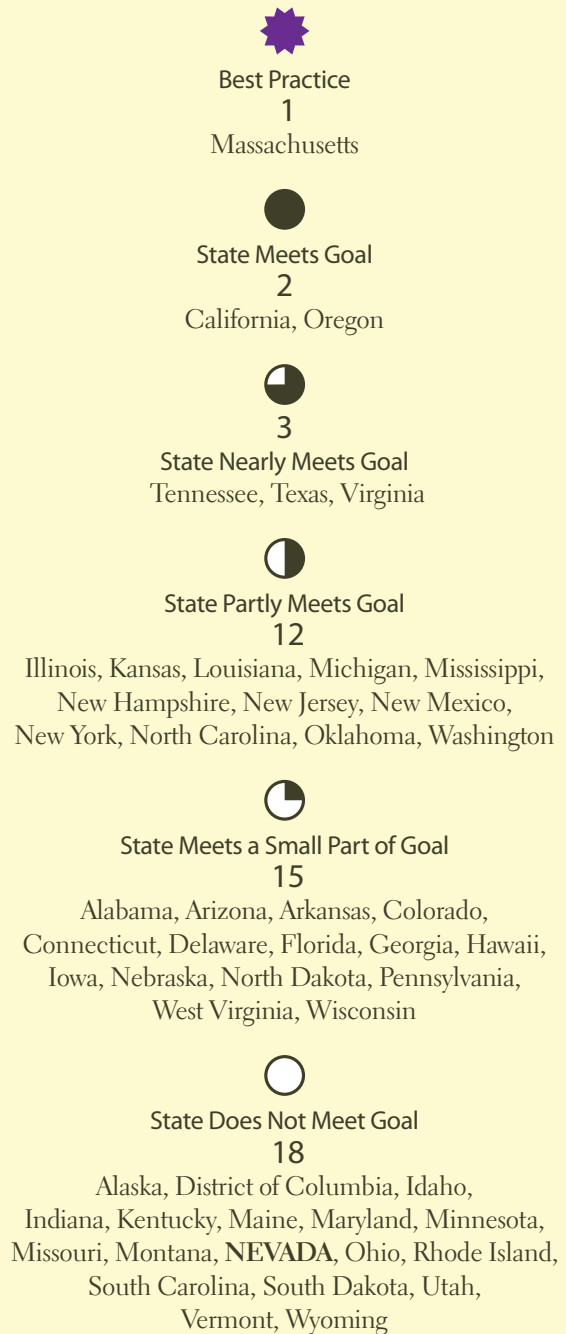 Best Practice
1
Massachusetts
State Meets Goal
2
California, Oregon
3
State Nearly Meets Goal
Tennessee, Texas, Virginia
State Partly Meets Goal
12
Illinois, Kansas, Louisiana, Michigan, Mississippi,
New Hampshire, New Jersey, New Mexico,
New York, North Carolina, Oklahoma, Washington
State Meets a Small Part of Goal
15
Alabama, Arizona, Arkansas, Colorado,
Connecticut, Delaware, Florida, Georgia, Hawaii,
Iowa, Nebraska, North Dakota, Pennsylvania,
West Virginia, Wisconsin
State Does Not Meet Goal
18
Alaska, District of Columbia, Idaho,
Indiana, Kentucky, Maine, Maryland, Minnesota,
Missouri, Montana, NEVADA, Ohio, Rhode Island,
South Carolina, South Dakota, Utah,
Vermont, Wyoming